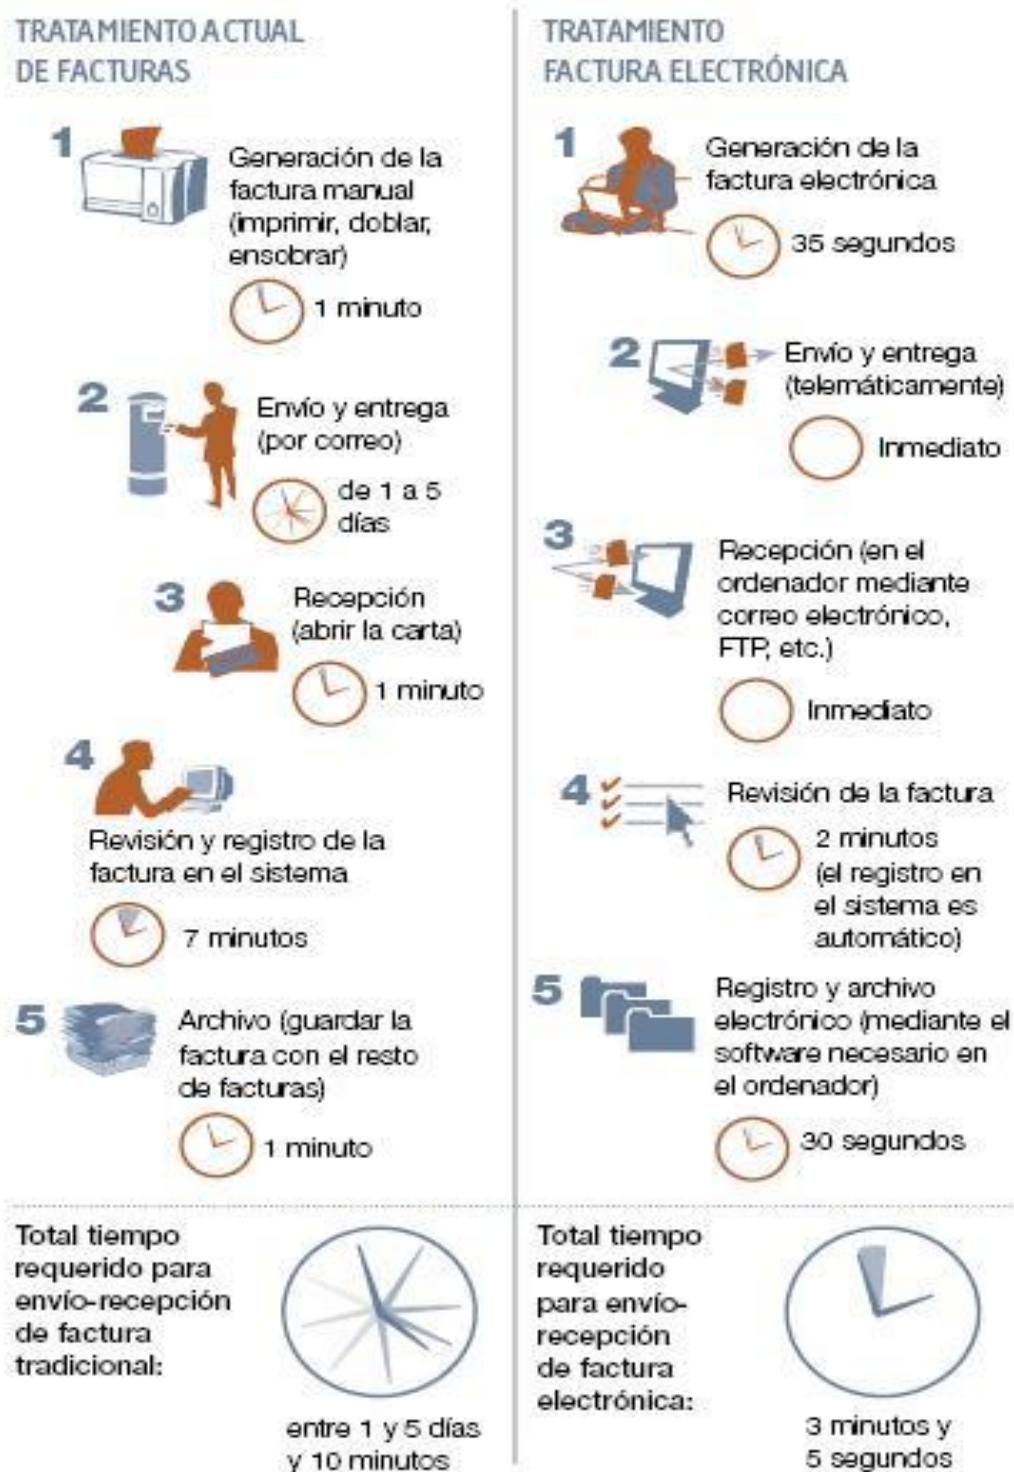 TRATAMIENTO ACTUAL
DE FACTURAS
1
Generación de la
factura manual
(imprimir, doblar,
ensobrar)
1 minuto
2
Envío y entrega
(por correo)
de 1 a 5
días
3
Recepción
(abrir la carta)
1 minuto
4
Revisión y registro de la
factura en el sistema
7 minutos
5
Archivo (guardar la
factura con el resto
de facturas)
1 minuto
Total tiempo
requerido para
envío-recepción
de factura
tradicional:
entre 1 y 5 días
y 10 minutos
TRATAMIENTO
FACTURA ELECTRÓNICA
1
Generación de la
factura electrónica
35 segundos
2
Envío y entrega
(telemáticamente)
Inmediato
3
Recepción (en el
ordenador mediante
correo electrónico,
FTP, etc.)
Inmediato
4
Revisión de la factura
2 minutos
(el registro en
el sistema es
automático)
5
Registro y archivo
electrónico (mediante el
software necesario en
el ordenador)
30 segundos
Total tiempo
requerido
para envío-
recepción
de factura
electrónica:
3 minutos y
5 segundos